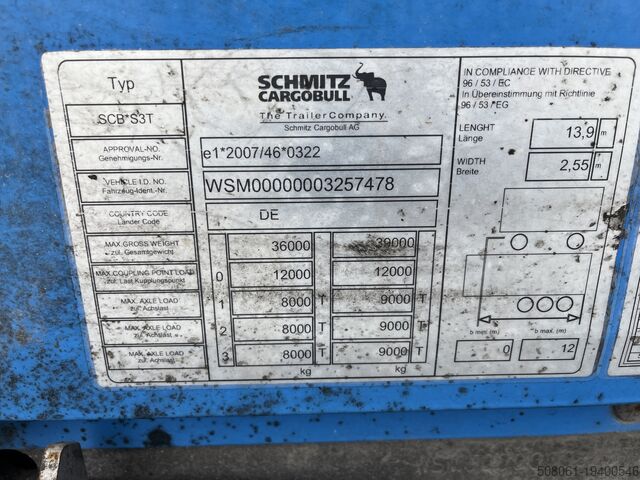 Typ
SCB*S3T
SCHMITZ
CARGOBULL
The TrailerCompany.
Schmitz Cargobull AG
IN COMPLIANCE WITH DIRECTIVE
96 / 53 / EC
In Übereinstimmung mit Richtlinie
96 / 53 / EG
APPROVAL-NO.
Genehmigungs-Nr.
e1*2007/46*0322
LENGHT
Länge
13,9 m
WIDTH
Breite
2,55 m
VEHICLE I.D. NO.
Fahrzeug-Ident.-Nr.
WSM00000003257478
COUNTRY CODE
Länder Code
DE
MAX.GROSS WEIGHT
zul. Gesamtgewicht
36000 39000
MAX.COUPLING POINT LOAD
zul. Last Kupplungspunkt
0 12000 12000
MAX. AXLE LOAD
zul. Achslast
1 8000 T 9000 T
MAX. AXLE LOAD
zul. Achslast
2 8000 T 9000 T
MAX. AXLE LOAD
zul. Achslast
3 8000 T 9000 T
kg kg
b min. (m) b max. (m)
0 12
508061-19400546